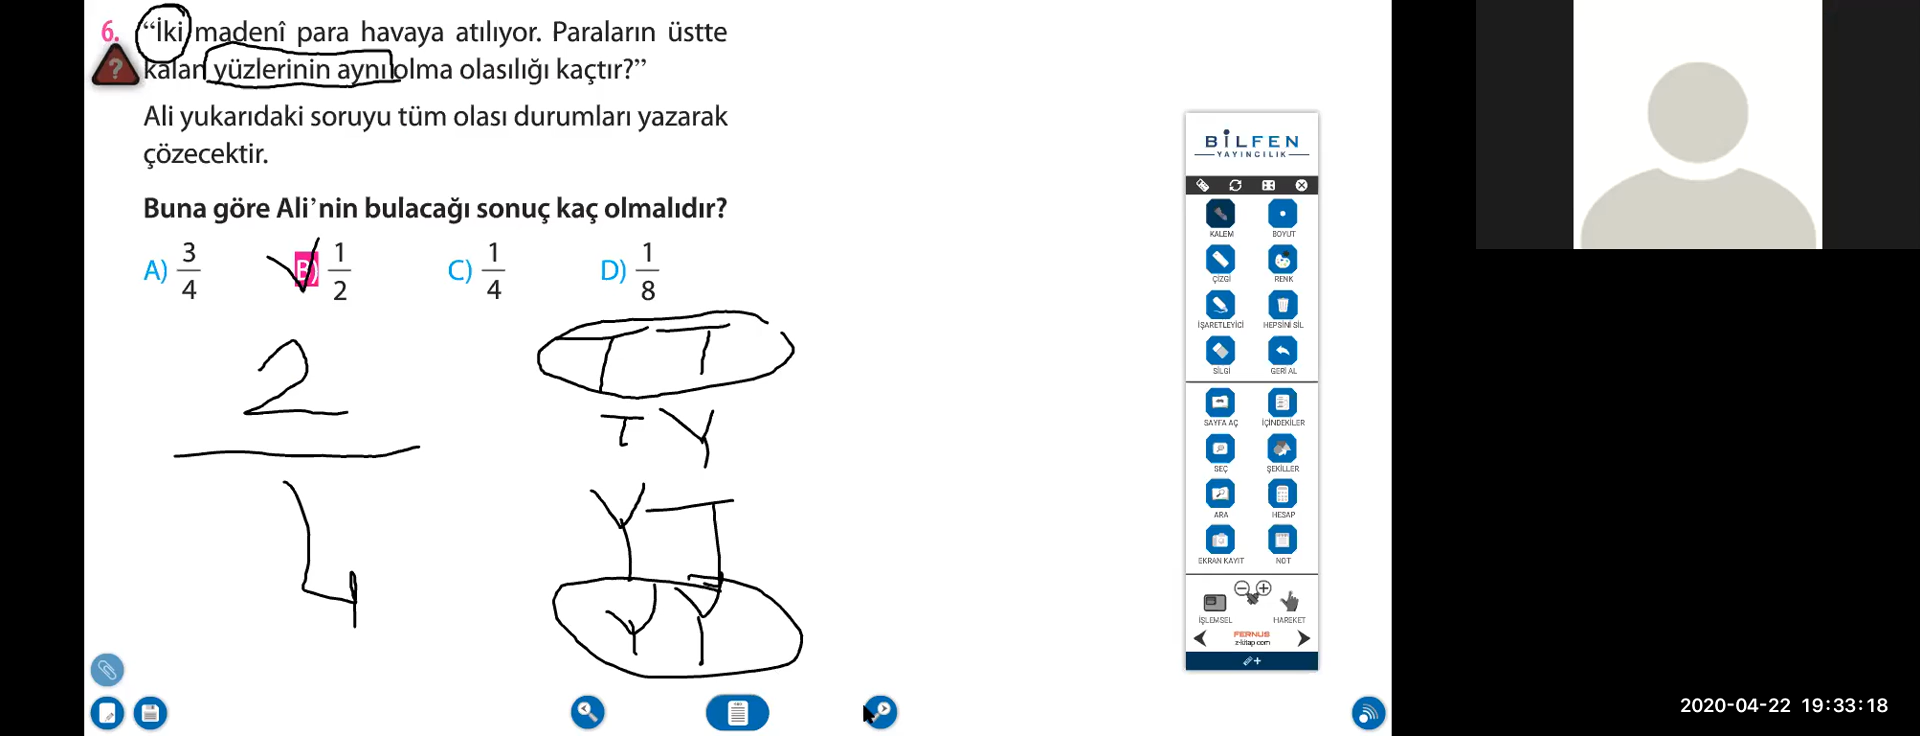 6. “İki madenî para havaya atılıyor. Paraların üstte
kalan yüzlerinin aynı olma olasılığı kaçtır?”
?
Ali yukarıdaki soruyu tüm olası durumları yazarak
çözecektir.
Buna göre Ali’nin bulacağı sonuç kaç olmalıdır?
A) 3/4 B) 1/2 C) 1/4 D) 1/8
2
4
T T
T Y
Y T
Y Y
BİLFEN
YAYINCILIK
KALEM BOYUT
ÇİZGİ RENK
İŞARETLEYİCİ HEPSİNİ SİL
SİLGİ GERİ AL
SAYFA AÇ İÇİNDEKİLER
SEÇ ŞEKİLLER
ARA HESAP
EKRAN KAYIT NOT
İŞLEMSEL HAREKET
FERNUS
z-kitap.com
2020-04-22 19:33:18